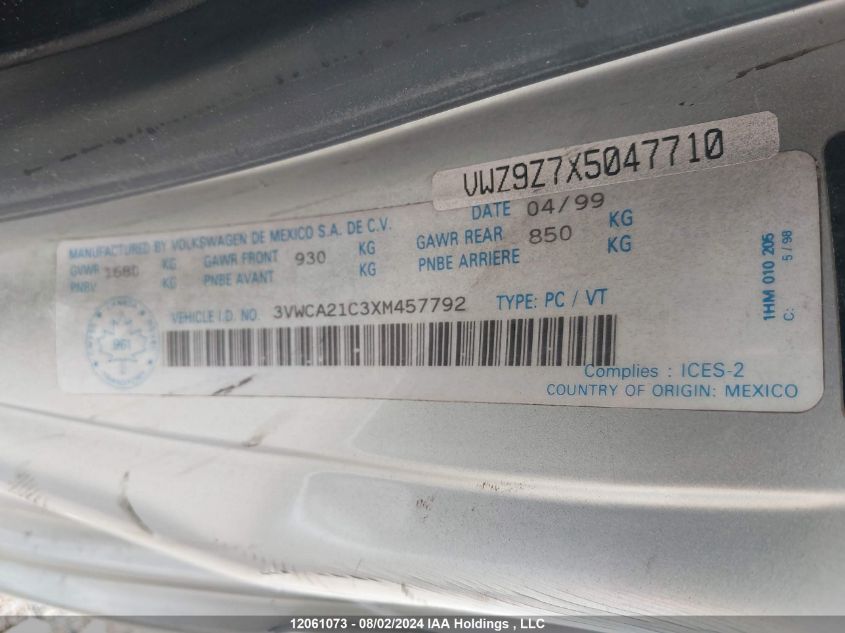 VWZ9Z7X5047710
MANUFACTURED BY VOLKSWAGEN DE MEXICO S.A. DE C.V. DATE 04/99
GVWR 1680 KG GAWR FRONT 930 KG GAWR REAR 850 KG
PNBV KG PNBE AVANT KG PNBE ARRIERE KG
VEHICLE I.D. NO. 3VWCA21C3XM457792 TYPE: PC / VT
CANADA
961
Complies : ICES-2
COUNTRY OF ORIGIN: MEXICO
1HM 010 205
C: 5 / 98
12061073 - 08/02/2024 IAA Holdings , LLC